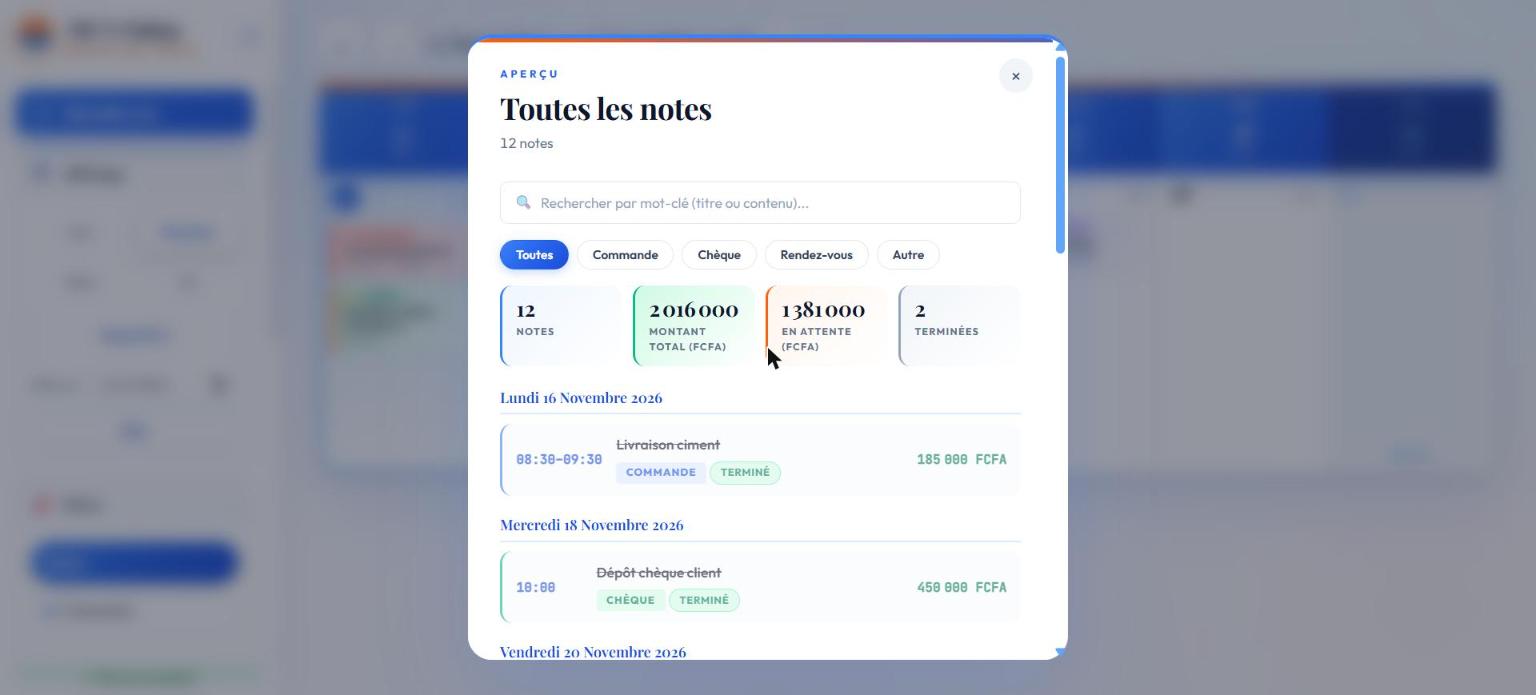 APERÇU
Toutes les notes
12 notes
×
Rechercher par mot-clé (titre ou contenu)...
Toutes Commande Chèque Rendez-vous Autre
12
NOTES
2 016 000
MONTANT
TOTAL (FCFA)
1 381 000
EN ATTENTE
(FCFA)
2
TERMINÉES
Lundi 16 Novembre 2026
08:30–09:30
Livraison ciment
COMMANDE TERMINÉ
185 000 FCFA
Mercredi 18 Novembre 2026
10:00
Dépôt chèque client
CHÈQUE TERMINÉ
450 000 FCFA
Vendredi 20 Novembre 2026